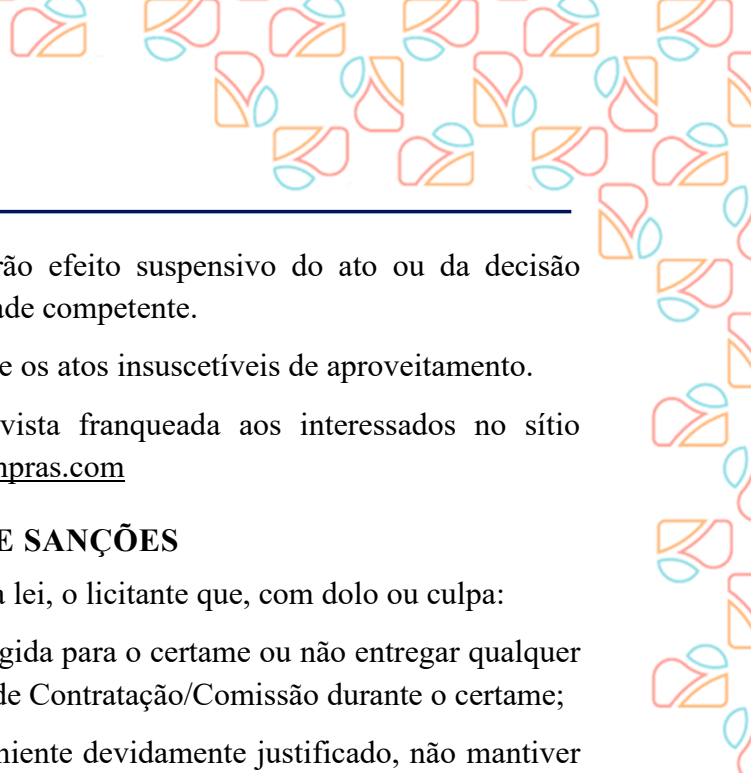 rão efeito suspensivo do ato ou da decisão
ade competente.
e os atos insuscetíveis de aproveitamento.
vista franqueada aos interessados no sítio
npras.com
E SANÇÕES
a lei, o licitante que, com dolo ou culpa:
gida para o certame ou não entregar qualquer
de Contratação/Comissão durante o certame;
niente devidamente justificado, não mantiver